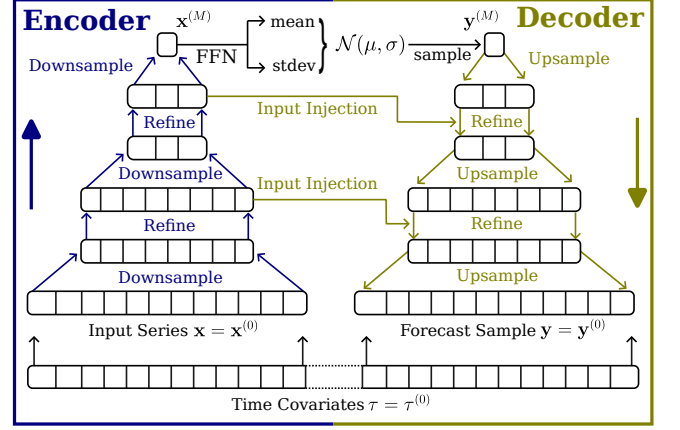 Encoder
Decoder
x^(M)
y^(M)
mean
FFN
stdev
N(μ, σ)
sample
Downsample
Upsample
Input Injection
Refine
Refine
Downsample
Upsample
Input Injection
Refine
Refine
Downsample
Upsample
Input Series x = x^(0)
Forecast Sample y = y^(0)
Time Covariates τ = τ^(0)